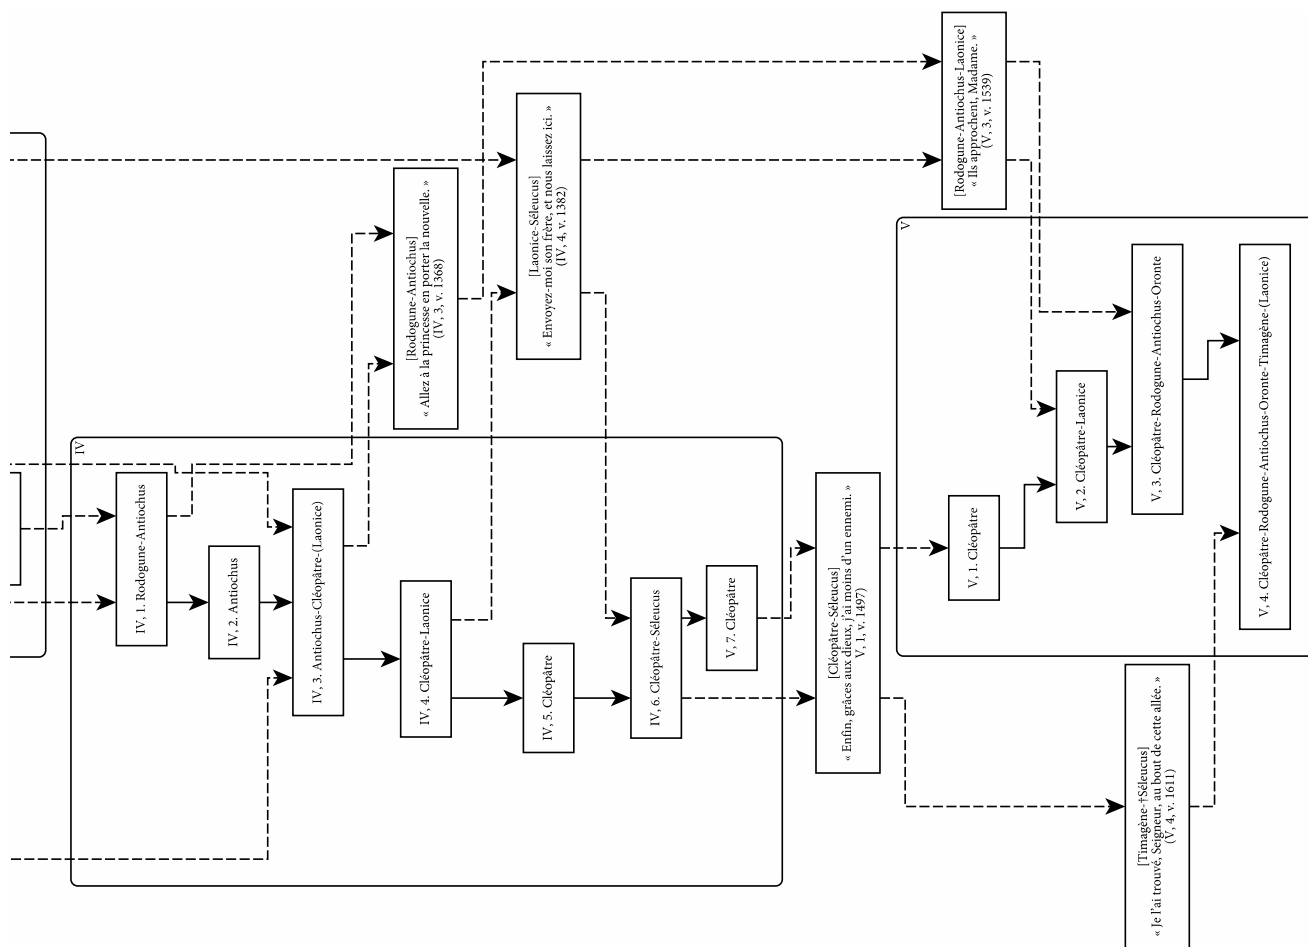 IV
IV, 1. Rodogune-Antiochus
IV, 2. Antiochus
IV, 3. Antiochus-Cléopâtre-(Laonice)
[Rodogune-Antiochus]
« Allez à la princesse en porter la nouvelle. »
(IV, 3, v. 1368)
IV, 4. Cléopâtre-Laonice
[Laonice-Séleucus]
« Envoyez-moi son frère, et nous laissez ici. »
(IV, 4, v. 1382)
IV, 5. Cléopâtre
IV, 6. Cléopâtre-Séleucus
V, 7. Cléopâtre
[Cléopâtre-Séleucus]
« Enfin, grâces aux dieux, j'ai moins d'un ennemi. »
V, 1, v. 1497)
V
V, 1. Cléopâtre
[Rodogune-Antiochus-Laonice]
« Ils approchent, Madame. »
(V, 3, v. 1539)
V, 2. Cléopâtre-Laonice
V, 3. Cléopâtre-Rodogune-Antiochus-Oronte
[Timagène-†Séleucus]
« Je l'ai trouvé, Seigneur, au bout de cette allée. »
(V, 4, v. 1611)
V, 4. Cléopâtre-Rodogune-Antiochus-Oronte-Timagène-(Laonice)